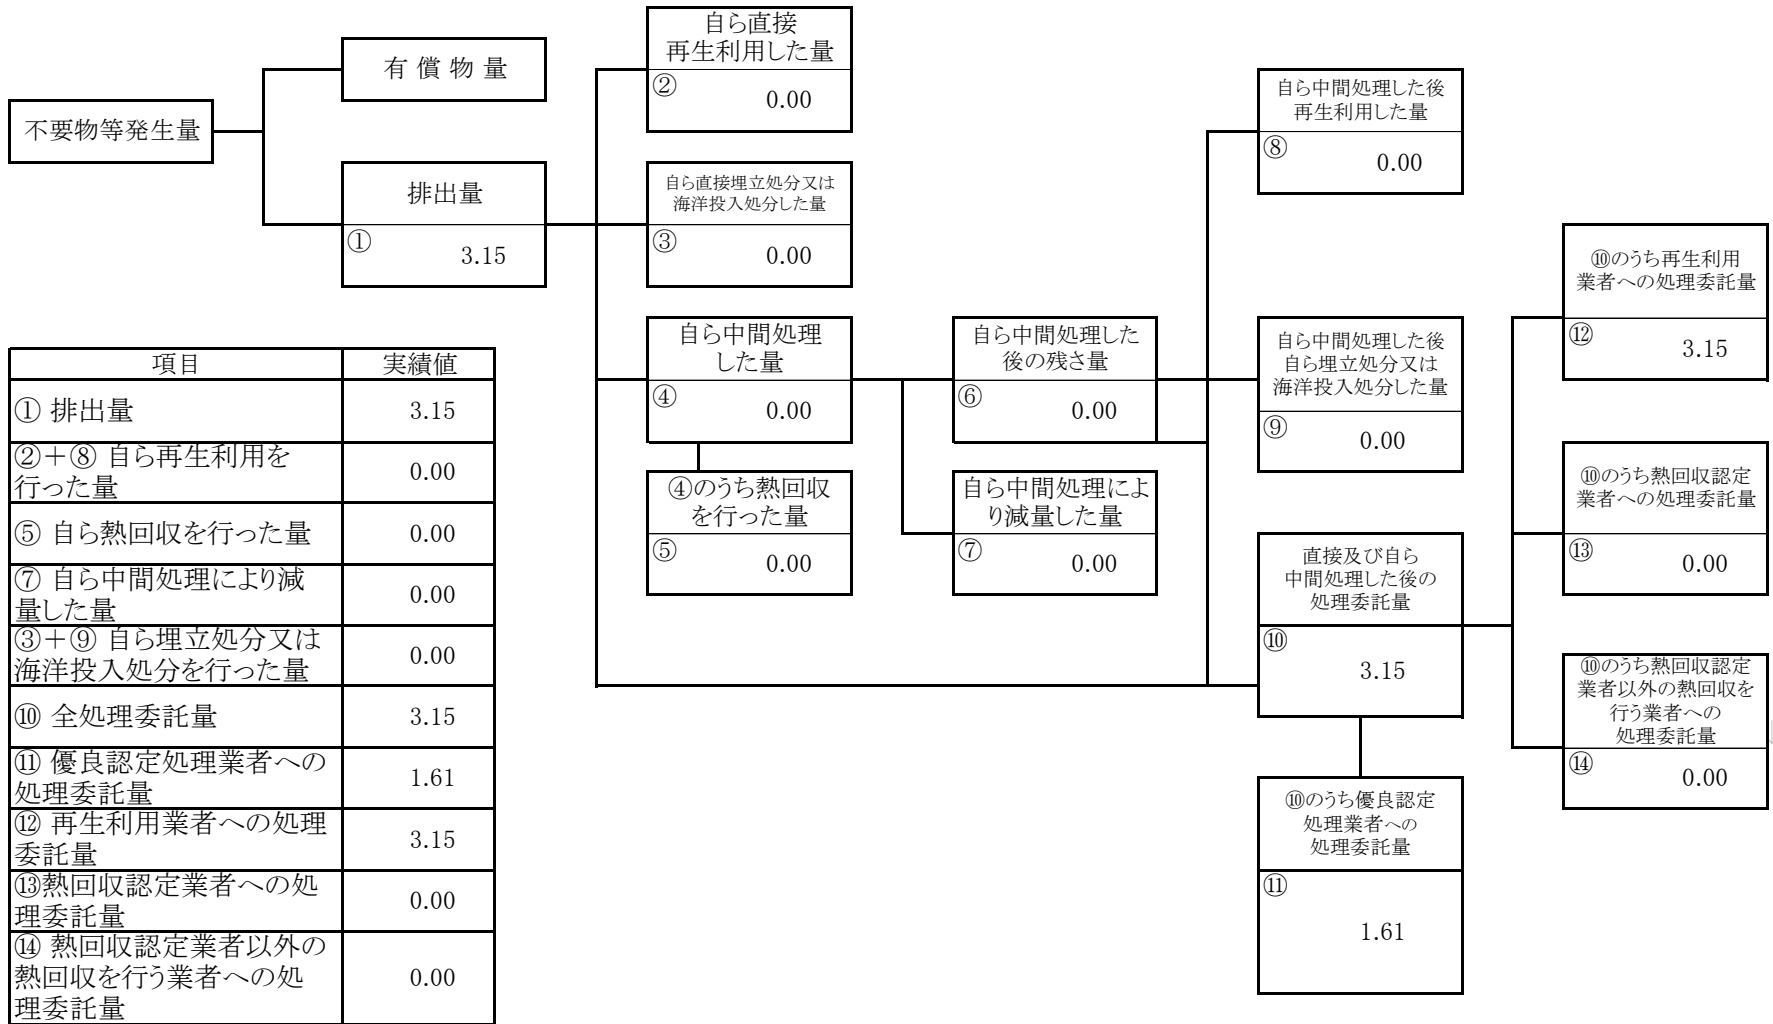 不要物等発生量
有 償 物 量
排出量
①
3.15
自ら直接
再生利用した量
②
0.00
自ら直接埋立処分又は
海洋投入処分した量
③
0.00
自ら中間処理
した量
④
0.00
④のうち熱回収
を行った量
⑤
0.00
自ら中間処理した
後の残さ量
⑥
0.00
自ら中間処理によ
り減量した量
⑦
0.00
自ら中間処理した後
再生利用した量
⑧
0.00
自ら中間処理した後
自ら埋立処分又は
海洋投入処分した量
⑨
0.00
直接及び自ら
中間処理した後の
処理委託量
⑩
3.15
⑩のうち優良認定
処理業者への
処理委託量
⑪
1.61
⑩のうち再生利用
業者への処理委託量
⑫
3.15
⑩のうち熱回収認定
業者への処理委託量
⑬
0.00
⑩のうち熱回収認定
業者以外の熱回収を
行う業者への
処理委託量
⑭
0.00
項目 実績値
① 排出量 3.15
②＋⑧ 自ら再生利用を
行った量 0.00
⑤ 自ら熱回収を行った量 0.00
⑦ 自ら中間処理により減
量した量 0.00
③＋⑨ 自ら埋立処分又は
海洋投入処分を行った量 0.00
⑩ 全処理委託量 3.15
⑪ 優良認定処理業者への
処理委託量 1.61
⑫ 再生利用業者への処理
委託量 3.15
⑬熱回収認定業者への処
理委託量 0.00
⑭ 熱回収認定業者以外の
熱回収を行う業者への処
理委託量 0.00